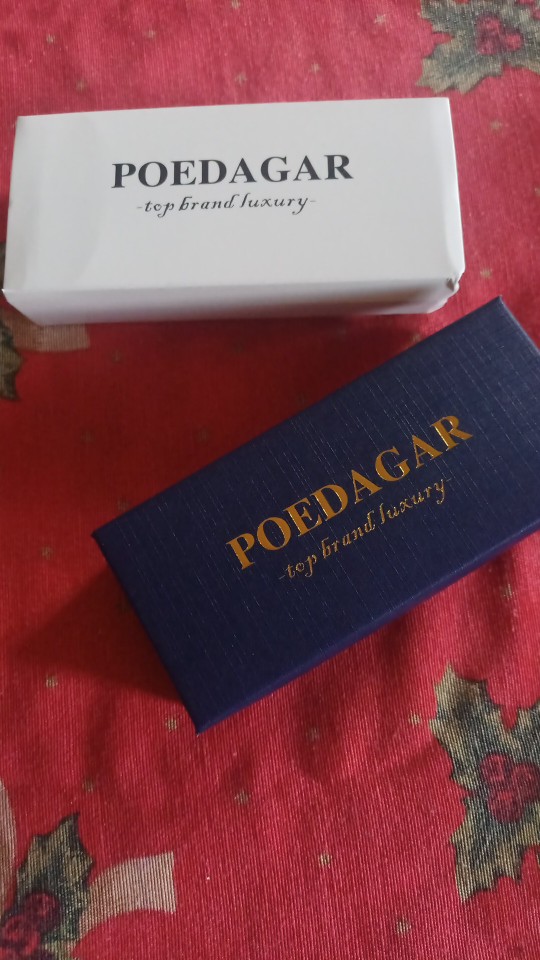 POEDAGAR
-top brand luxury-
POEDAGAR
-top brand luxury-